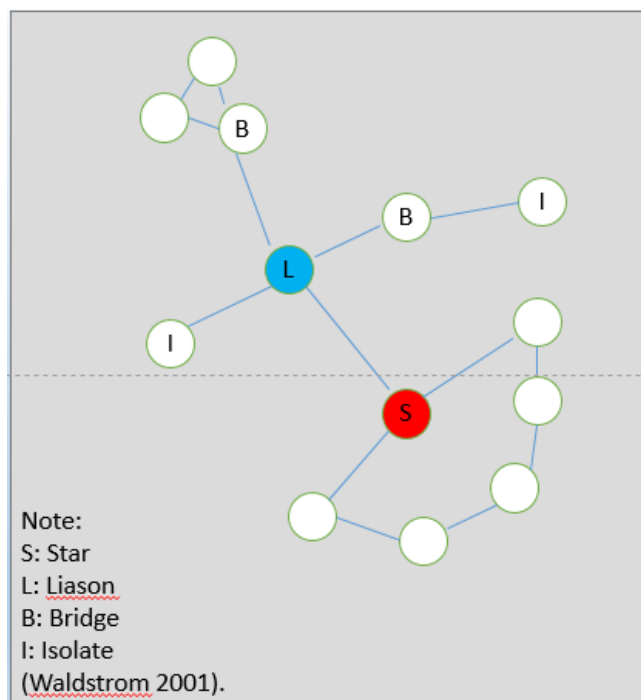 B
B
I
L
I
S
Note:
S: Star
L: Liason
B: Bridge
I: Isolate
(Waldstrom 2001).